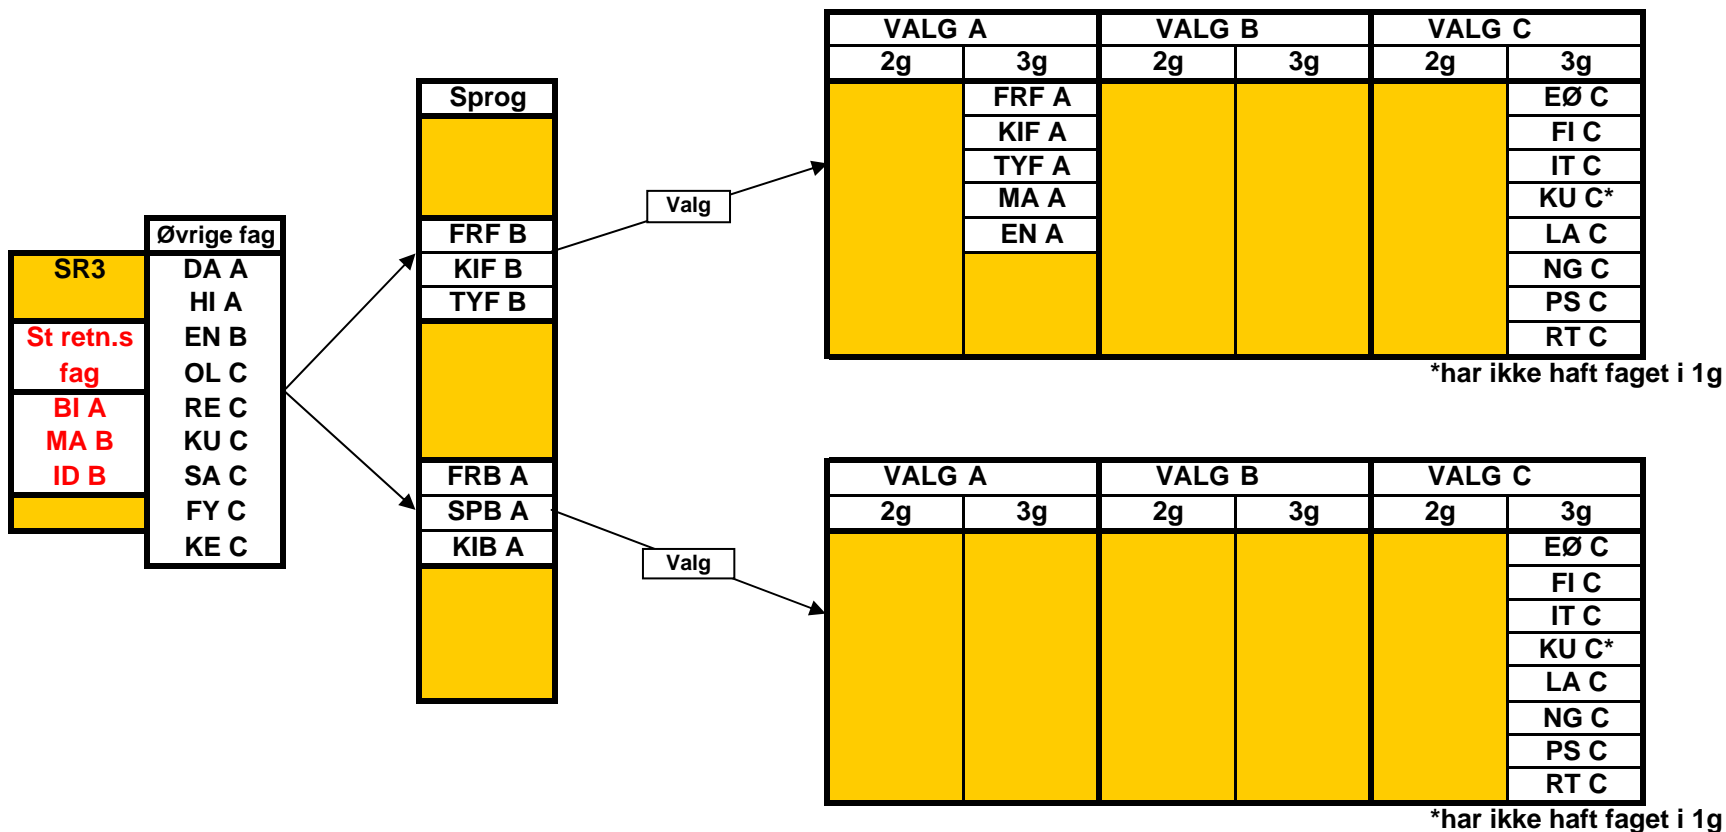 SR3
St retn.s
fag
BI A
MA B
ID B
Øvrige fag
DA A
HI A
EN B
OL C
RE C
KU C
SA C
FY C
KE C
Sprog
FRF B
KIF B
TYF B
FRB A
SPB A
KIB A
Valg
VALG A VALG B VALG C
2g 3g 2g 3g 2g 3g
FRF A EØ C
KIF A FI C
TYF A IT C
MA A KU C*
EN A LA C
NG C
PS C
RT C
*har ikke haft faget i 1g
Valg
VALG A VALG B VALG C
2g 3g 2g 3g 2g 3g
EØ C
FI C
IT C
KU C*
LA C
NG C
PS C
RT C
*har ikke haft faget i 1g